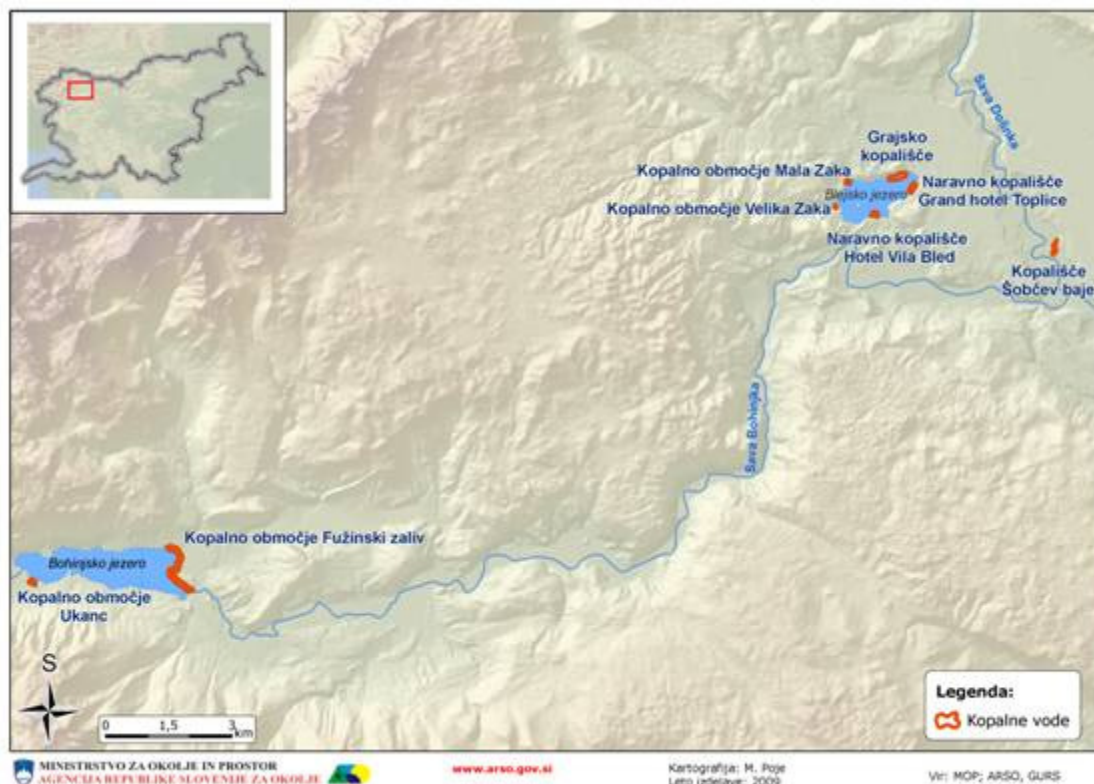 Sava Dolinka
Grajsko
kopališče
Kopalno območje Mala Zaka
Blejsko jezero
Naravno kopališče
Grand hotel Toplice
Kopalno območje Velika Zaka
Naravno kopališče
Hotel Vila Bled
Kopališče
Šobčev baje
Sava Bohinjka
Kopalno območje Fužinski zaliv
Bohinjsko jezero
Kopalno območje
Ukanc
S
0 1,5 3
km
Legenda:
Kopalne vode
MINISTRSTVO ZA OKOLJE IN PROSTOR
AGENCIJA REPUBLIKE SLOVENIJE ZA OKOLJE
www.arso.gov.si
Kartografija: M. Poje
Leto izdelave: 2009
Vir: MOP; ARSO, GURS